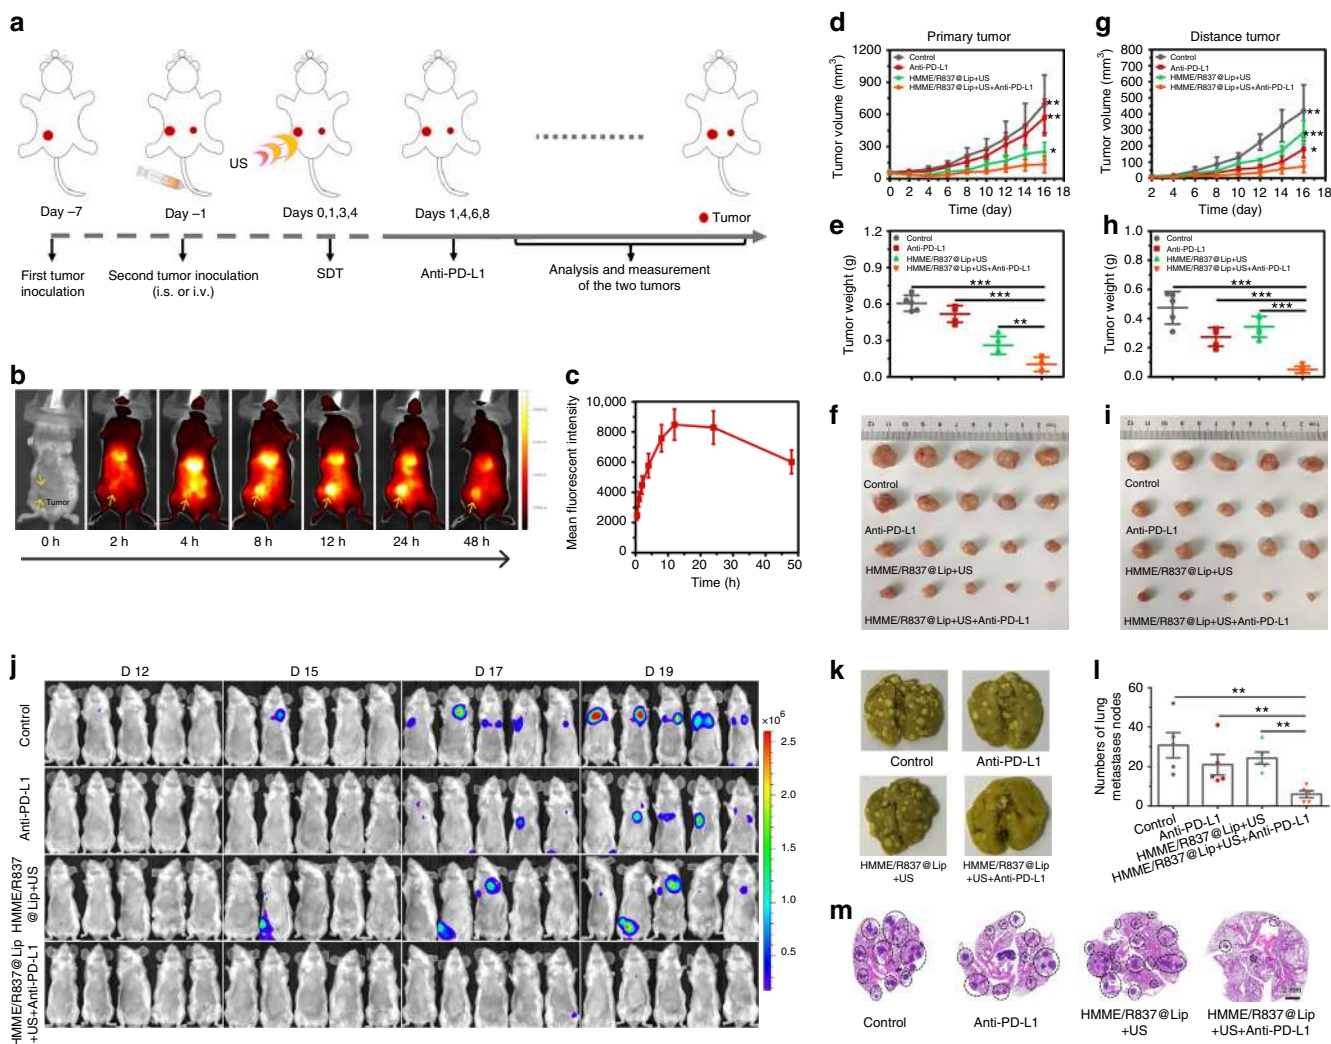 a
US
Day –7
Day –1
Days 0,1,3,4
Days 1,4,6,8
Tumor
First tumor
inoculation
Second tumor inoculation
(i.s. or i.v.)
SDT
Anti-PD-L1
Analysis and measurement
of the two tumors
b
Tumor
0 h
2 h
4 h
8 h
12 h
24 h
48 h
c
Mean fluorescent intensity
10,000
8000
6000
4000
2000
0
0 10 20 30 40 50
Time (h)
d
Primary tumor
Tumor volume (mm3)
1200
900
600
300
0
Control
Anti-PD-L1
HMME/R837@Lip+US
HMME/R837@Lip+US+Anti-PD-L1
**
**
*
0 2 4 6 8 10 12 14 16 18
Time (day)
g
Distance tumor
Tumor volume (mm3)
800
700
600
500
400
300
200
100
0
Control
Anti-PD-L1
HMME/R837@Lip+US
HMME/R837@Lip+US+Anti-PD-L1
**
***
*
2 4 6 8 10 12 14 16 18
Time (day)
e
Tumor weight (g)
1.2
0.9
0.6
0.3
0.0
Control
Anti-PD-L1
HMME/R837@Lip+US
HMME/R837@Lip+US+Anti-PD-L1
***
***
**
h
Tumor weight (g)
1.0
0.8
0.6
0.4
0.2
0.0
Control
Anti-PD-L1
HMME/R837@Lip+US
HMME/R837@Lip+US+Anti-PD-L1
***
***
***
f
Control
Anti-PD-L1
HMME/R837@Lip+US
HMME/R837@Lip+US+Anti-PD-L1
i
Control
Anti-PD-L1
HMME/R837@Lip+US
HMME/R837@Lip+US+Anti-PD-L1
j
D 12
D 15
D 17
D 19
Control
Anti-PD-L1
HMME/R837
@Lip+US
HMME/R837@Lip
+US+Anti-PD-L1
×10 6
2.5
2.0
1.5
1.0
0.5
k
Control
Anti-PD-L1
HMME/R837@Lip
+US
HMME/R837@Lip
+US+Anti-PD-L1
l
Numbers of lung
metastases nodes
60
40
20
0
**
**
**
Control
Anti-PD-L1
HMME/R837@Lip+US
HMME/R837@Lip+US+Anti-PD-L1
m
Control
Anti-PD-L1
HMME/R837@Lip
+US
HMME/R837@Lip
+US+Anti-PD-L1